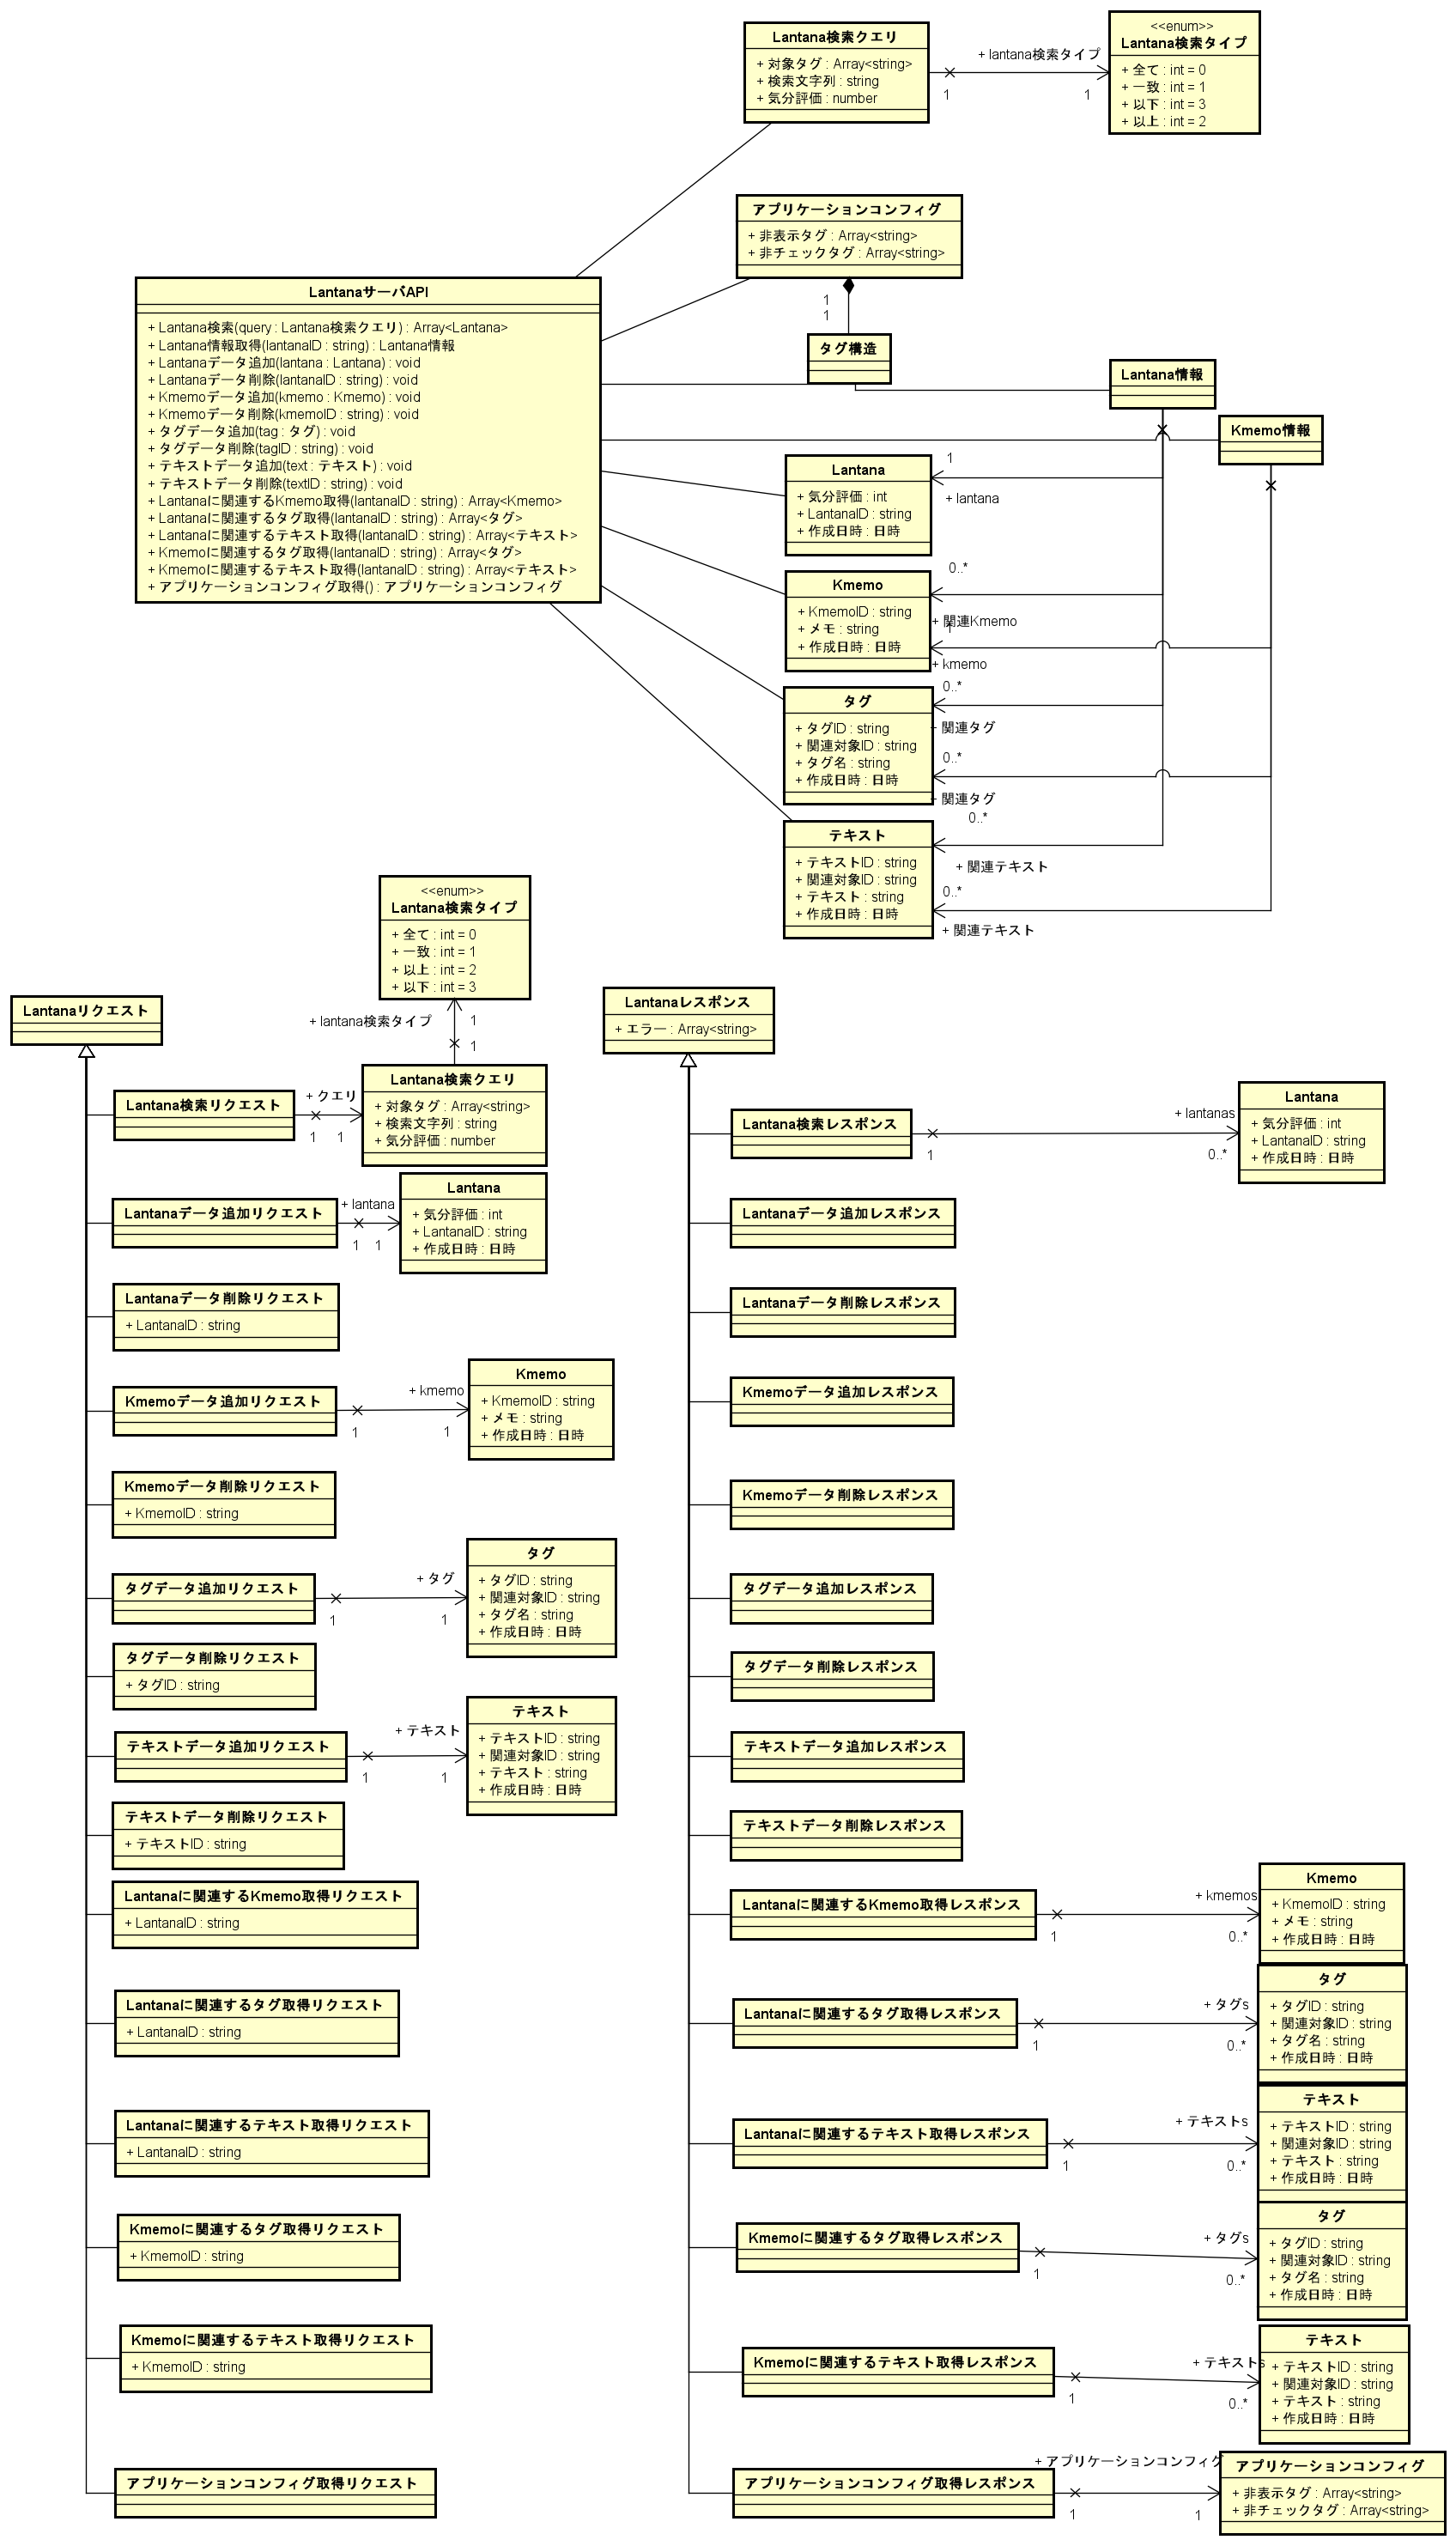 Lantana検索クエリ
+ 対象タグ : Array<string>
+ 検索文字列 : string
+ 気分評価 : number
+ lantana検索タイプ
1
1
<<enum>>
Lantana検索タイプ
+ 全て : int = 0
+ 一致 : int = 1
+ 以下 : int = 3
+ 以上 : int = 2
アプリケーションコンフィグ
+ 非表示タグ : Array<string>
+ 非チェックタグ : Array<string>
1
1
タグ構造
LantanaサーバAPI
+ Lantana検索(query : Lantana検索クエリ) : Array<Lantana>
+ Lantana情報取得(lantanaID : string) : Lantana情報
+ Lantanaデータ追加(lantana : Lantana) : void
+ Lantanaデータ削除(lantanaID : string) : void
+ Kmemoデータ追加(kmemo : Kmemo) : void
+ Kmemoデータ削除(kmemoID : string) : void
+ タグデータ追加(tag : タグ) : void
+ タグデータ削除(tagID : string) : void
+ テキストデータ追加(text : テキスト) : void
+ テキストデータ削除(textID : string) : void
+ Lantanaに関連するKmemo取得(lantanaID : string) : Array<Kmemo>
+ Lantanaに関連するタグ取得(lantanaID : string) : Array<タグ>
+ Lantanaに関連するテキスト取得(lantanaID : string) : Array<テキスト>
+ Kmemoに関連するタグ取得(lantanaID : string) : Array<タグ>
+ Kmemoに関連するテキスト取得(lantanaID : string) : Array<テキスト>
+ アプリケーションコンフィグ取得() : アプリケーションコンフィグ
Lantana情報
Kmemo情報
Lantana
+ 気分評価 : int
+ LantanaID : string
+ 作成日時 : 日時
1
+ lantana
Kmemo
+ KmemoID : string
+ メモ : string
+ 作成日時 : 日時
0..*
+ 関連Kmemo
1
+ kmemo
タグ
+ タグID : string
+ 関連対象ID : string
+ タグ名 : string
+ 作成日時 : 日時
0..*
+ 関連タグ
0..*
+ 関連タグ
テキスト
+ テキストID : string
+ 関連対象ID : string
+ テキスト : string
+ 作成日時 : 日時
0..*
+ 関連テキスト
0..*
+ 関連テキスト
<<enum>>
Lantana検索タイプ
+ 全て : int = 0
+ 一致 : int = 1
+ 以上 : int = 2
+ 以下 : int = 3
+ lantana検索タイプ
1
1
Lantanaリクエスト
Lantana検索リクエスト
+ クエリ
1
1
Lantana検索クエリ
+ 対象タグ : Array<string>
+ 検索文字列 : string
+ 気分評価 : number
Lantanaデータ追加リクエスト
+ lantana
1
1
Lantana
+ 気分評価 : int
+ LantanaID : string
+ 作成日時 : 日時
Lantanaデータ削除リクエスト
+ LantanaID : string
Kmemoデータ追加リクエスト
+ kmemo
1
1
Kmemo
+ KmemoID : string
+ メモ : string
+ 作成日時 : 日時
Kmemoデータ削除リクエスト
+ KmemoID : string
タグデータ追加リクエスト
+ タグ
1
1
タグ
+ タグID : string
+ 関連対象ID : string
+ タグ名 : string
+ 作成日時 : 日時
タグデータ削除リクエスト
+ タグID : string
テキストデータ追加リクエスト
+ テキスト
1
1
テキスト
+ テキストID : string
+ 関連対象ID : string
+ テキスト : string
+ 作成日時 : 日時
テキストデータ削除リクエスト
+ テキストID : string
Lantanaに関連するKmemo取得リクエスト
+ LantanaID : string
Lantanaに関連するタグ取得リクエスト
+ LantanaID : string
Lantanaに関連するテキスト取得リクエスト
+ LantanaID : string
Kmemoに関連するタグ取得リクエスト
+ KmemoID : string
Kmemoに関連するテキスト取得リクエスト
+ KmemoID : string
アプリケーションコンフィグ取得リクエスト
Lantanaレスポンス
+ エラー : Array<string>
Lantana検索レスポンス
+ lantanas
1
0..*
Lantana
+ 気分評価 : int
+ LantanaID : string
+ 作成日時 : 日時
Lantanaデータ追加レスポンス
Lantanaデータ削除レスポンス
Kmemoデータ追加レスポンス
Kmemoデータ削除レスポンス
タグデータ追加レスポンス
タグデータ削除レスポンス
テキストデータ追加レスポンス
テキストデータ削除レスポンス
Lantanaに関連するKmemo取得レスポンス
+ kmemos
1
0..*
Kmemo
+ KmemoID : string
+ メモ : string
+ 作成日時 : 日時
Lantanaに関連するタグ取得レスポンス
+ タグs
1
0..*
タグ
+ タグID : string
+ 関連対象ID : string
+ タグ名 : string
+ 作成日時 : 日時
Lantanaに関連するテキスト取得レスポンス
+ テキストs
1
0..*
テキスト
+ テキストID : string
+ 関連対象ID : string
+ テキスト : string
+ 作成日時 : 日時
Kmemoに関連するタグ取得レスポンス
+ タグs
1
0..*
タグ
+ タグID : string
+ 関連対象ID : string
+ タグ名 : string
+ 作成日時 : 日時
Kmemoに関連するテキスト取得レスポンス
+ テキストs
1
0..*
テキスト
+ テキストID : string
+ 関連対象ID : string
+ テキスト : string
+ 作成日時 : 日時
アプリケーションコンフィグ取得レスポンス
+ アプリケーションコンフィグ
1
1
アプリケーションコンフィグ
+ 非表示タグ : Array<string>
+ 非チェックタグ : Array<string>